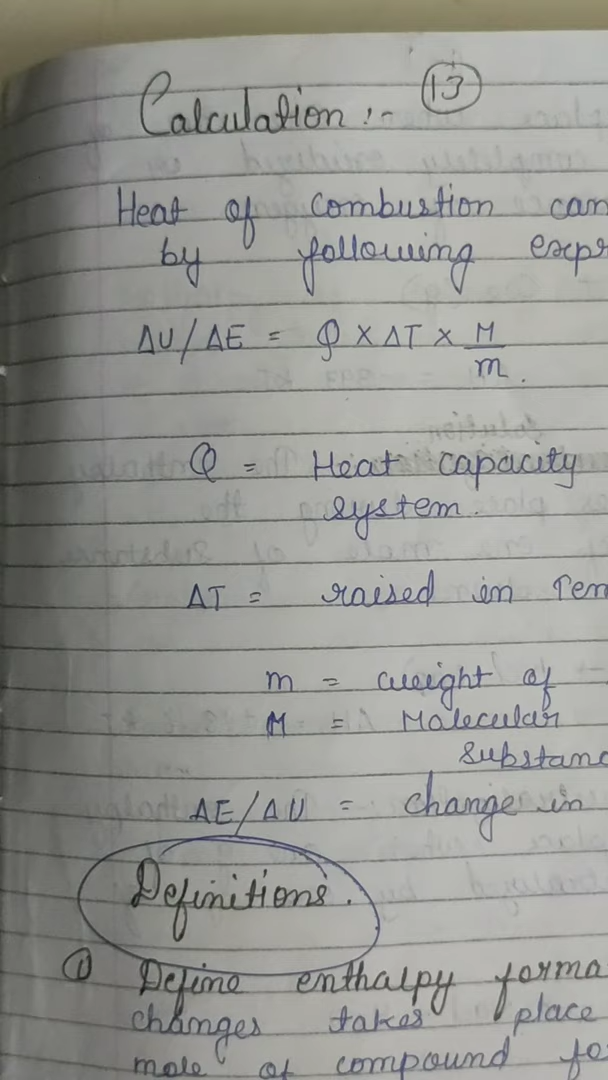 13
Calculation :-
Heat of combustion can
by following expr
ΔU/ΔE = Q × ΔT × M/m.
Q = Heat capacity
system.
ΔT = raised in Tem
m = weight of
M = Molecular
substanc
ΔE/ΔU = change in
Definitions.
① Define enthalpy forma
changes takes place
mole of compound fo